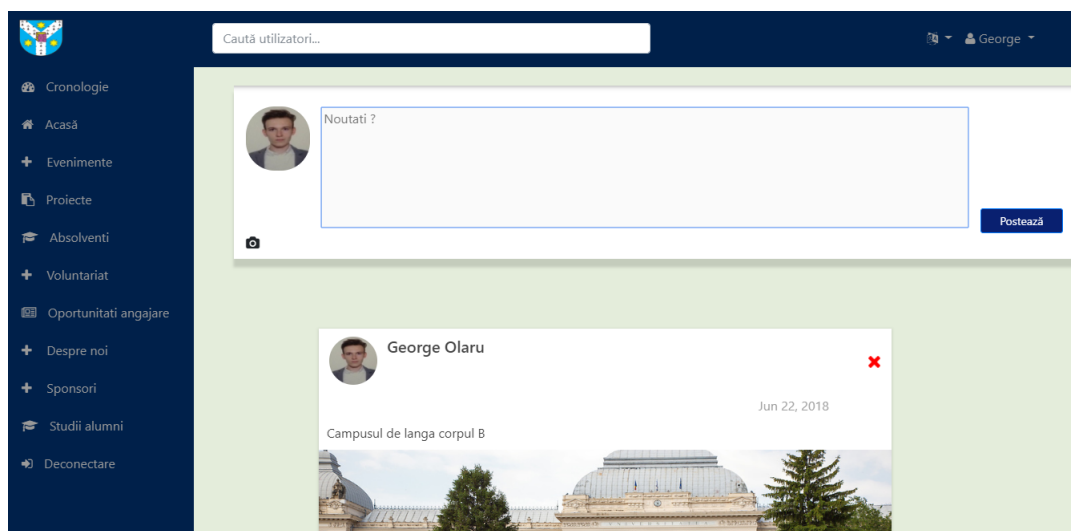 Caută utilizatori...
George
Cronologie
Acasă
Evenimente
Proiecte
Absolventi
Voluntariat
Oportunitati angajare
Despre noi
Sponsori
Studii alumni
Deconectare
Noutati ?
Postează
George Olaru
Jun 22, 2018
Campusul de langa corpul B